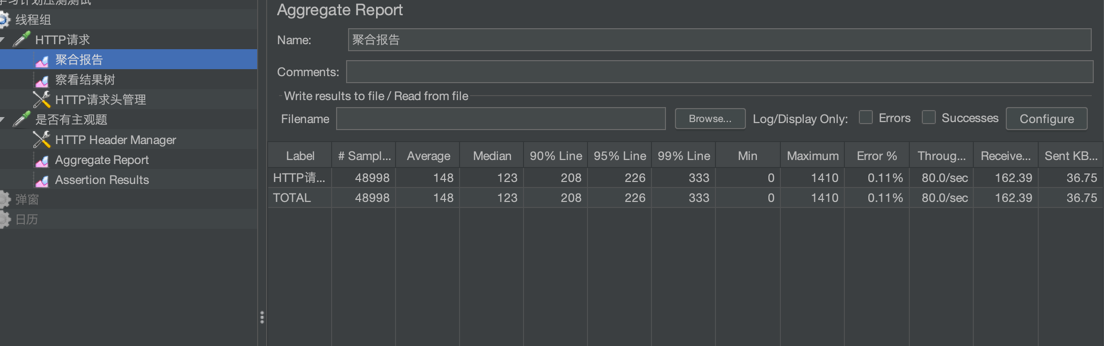 线程组
HTTP请求
聚合报告
察看结果树
HTTP请求头管理
是否有主观题
HTTP Header Manager
Aggregate Report
Assertion Results
弹窗
日历
Aggregate Report
Name: 聚合报告
Comments:
Write results to file / Read from file
Filename Browse... Log/Display Only: Errors Successes Configure
Label # Sampl... Average Median 90% Line 95% Line 99% Line Min Maximum Error % Throug... Receive... Sent KB...
HTTP请... 48998 148 123 208 226 333 0 1410 0.11% 80.0/sec 162.39 36.75
TOTAL 48998 148 123 208 226 333 0 1410 0.11% 80.0/sec 162.39 36.75